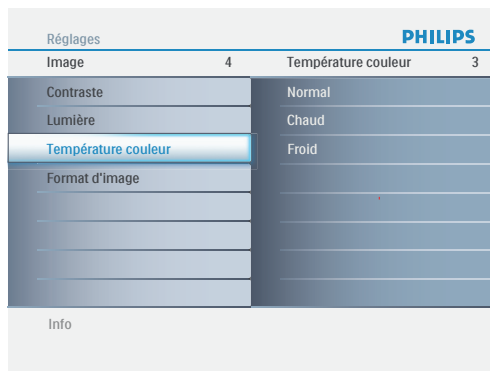 Réglages PHILIPS
Image 4 Température couleur 3
Contraste Normal
Lumière Chaud
Température couleur Froid
Format d'image
Info